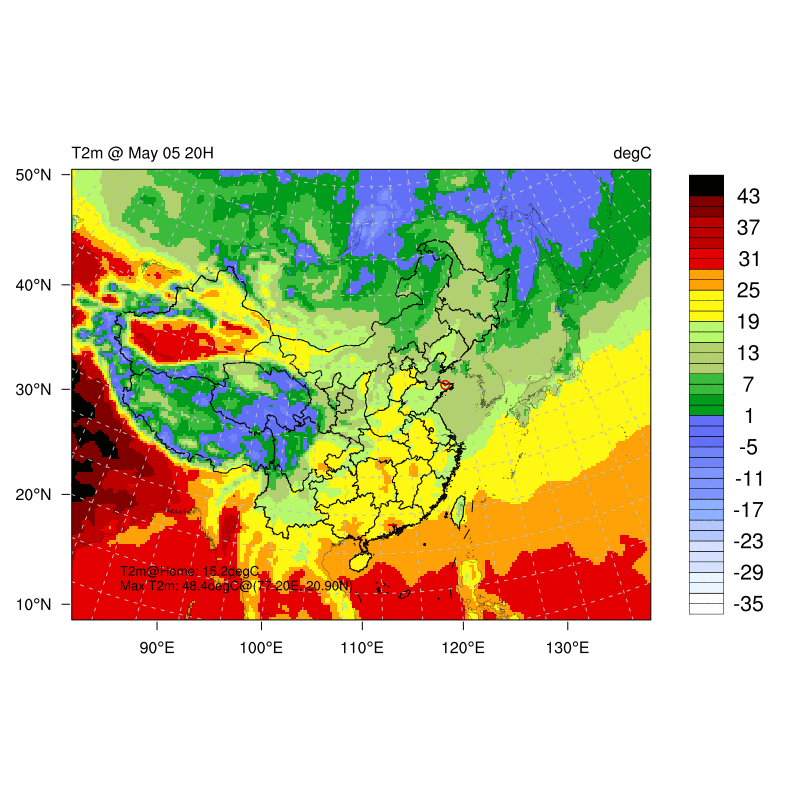 T2m @ May 05 20H
degC
50°N
40°N
30°N
20°N
10°N
90°E
100°E
110°E
120°E
130°E
43
37
31
25
19
13
7
1
-5
-11
-17
-23
-29
-35
T2m@Home: 15.2degC
Max T2m: 48.4degC@(77.20E, 20.90N)